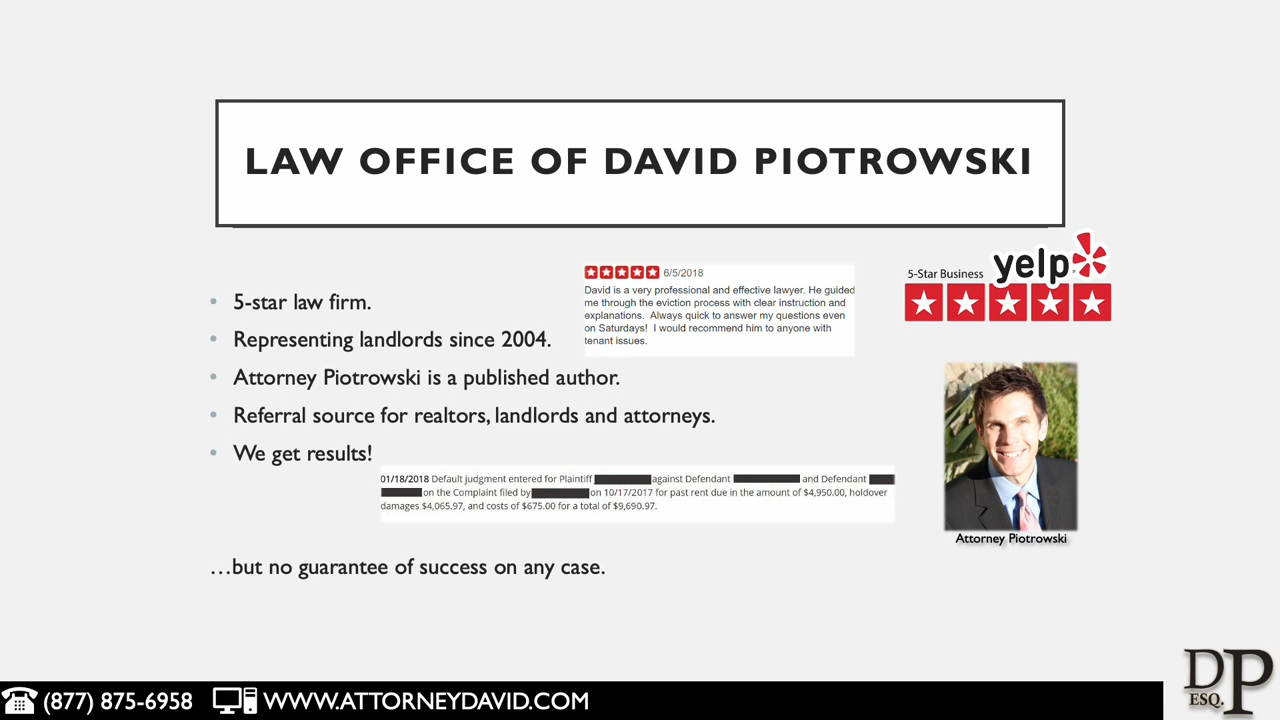 LAW OFFICE OF DAVID PIOTROWSKI
• 5-star law firm.
• Representing landlords since 2004.
• Attorney Piotrowski is a published author.
• Referral source for realtors, landlords and attorneys.
• We get results!
6/5/2018
David is a very professional and effective lawyer. He guided
me through the eviction process with clear instruction and
explanations. Always quick to answer my questions even
on Saturdays! I would recommend him to anyone with
tenant issues.
5-Star Business yelp
Attorney Piotrowski
01/18/2018 Default judgment entered for Plaintiff against Defendant and Defendant
on the Complaint filed by on 10/17/2017 for past rent due in the amount of $4,950.00, holdover
damages $4,065.97, and costs of $675.00 for a total of $9,690.97.
...but no guarantee of success on any case.
(877) 875-6958 WWW.ATTORNEYDAVID.COM
DP
ESQ.